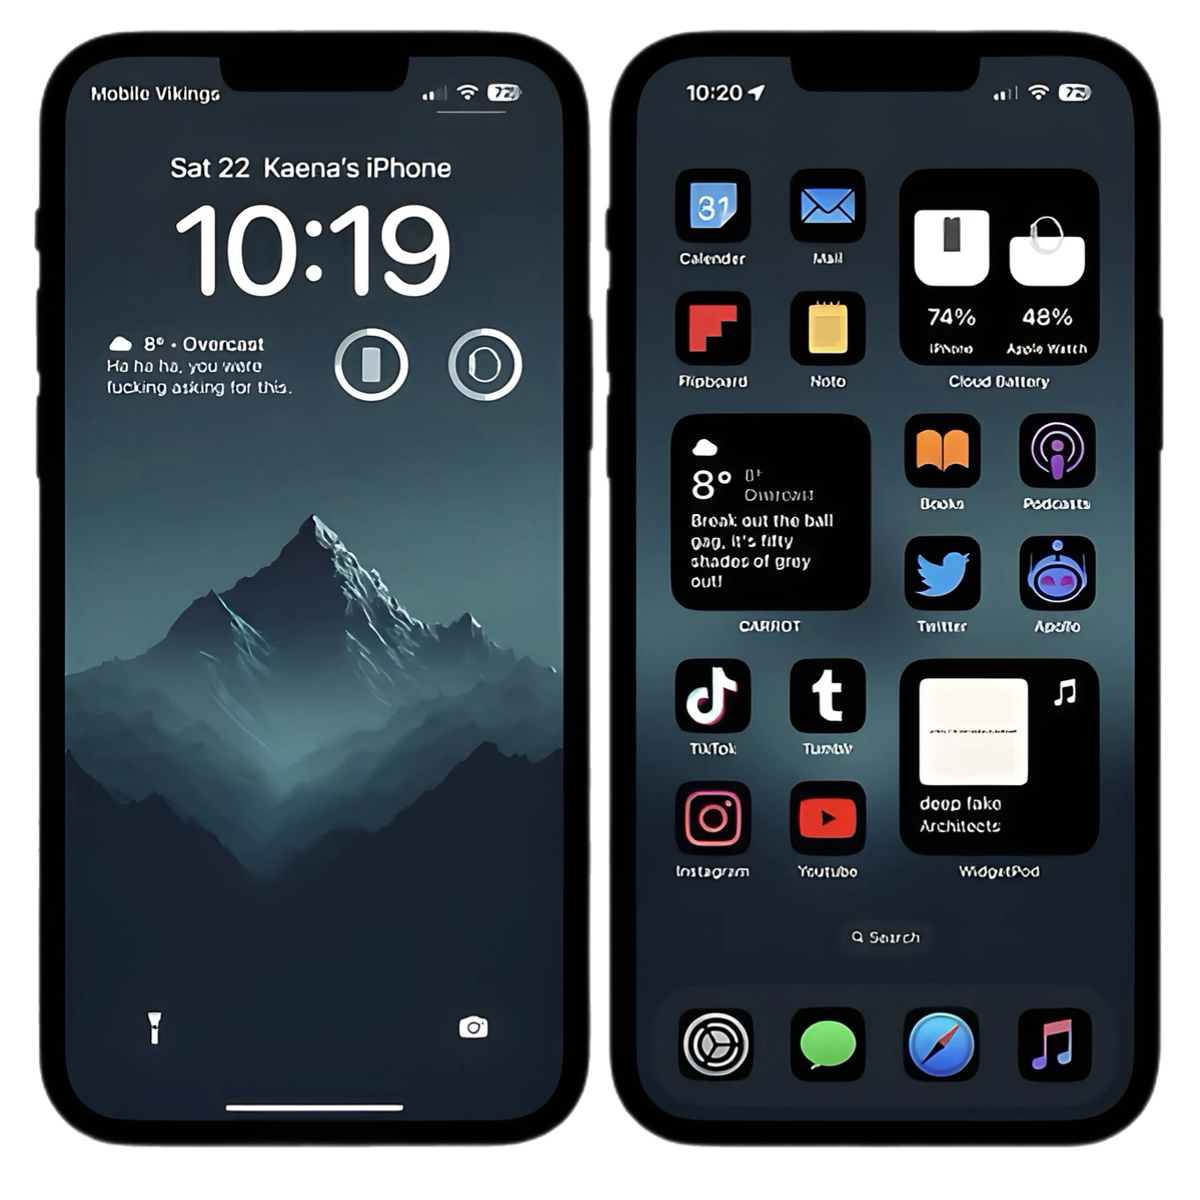 Mobile Vikings
72
Sat 22 Kaena's iPhone
10:19
8° • Overcast
Ha ha ha, you were
fucking asking for this.
10:20
72
31
Calender
Mail
74%
48%
iPhone
Apple Watch
Flipboard
Note
Cloud Battery
8°
Overcast
Break out the ball
gag, it's fifty
shades of grey
out!
CARROT
Books
Podcasts
Twitter
Apollo
TikTok
Tumblr
deep fake
Architects
Instagram
Youtube
WidgetPod
Search